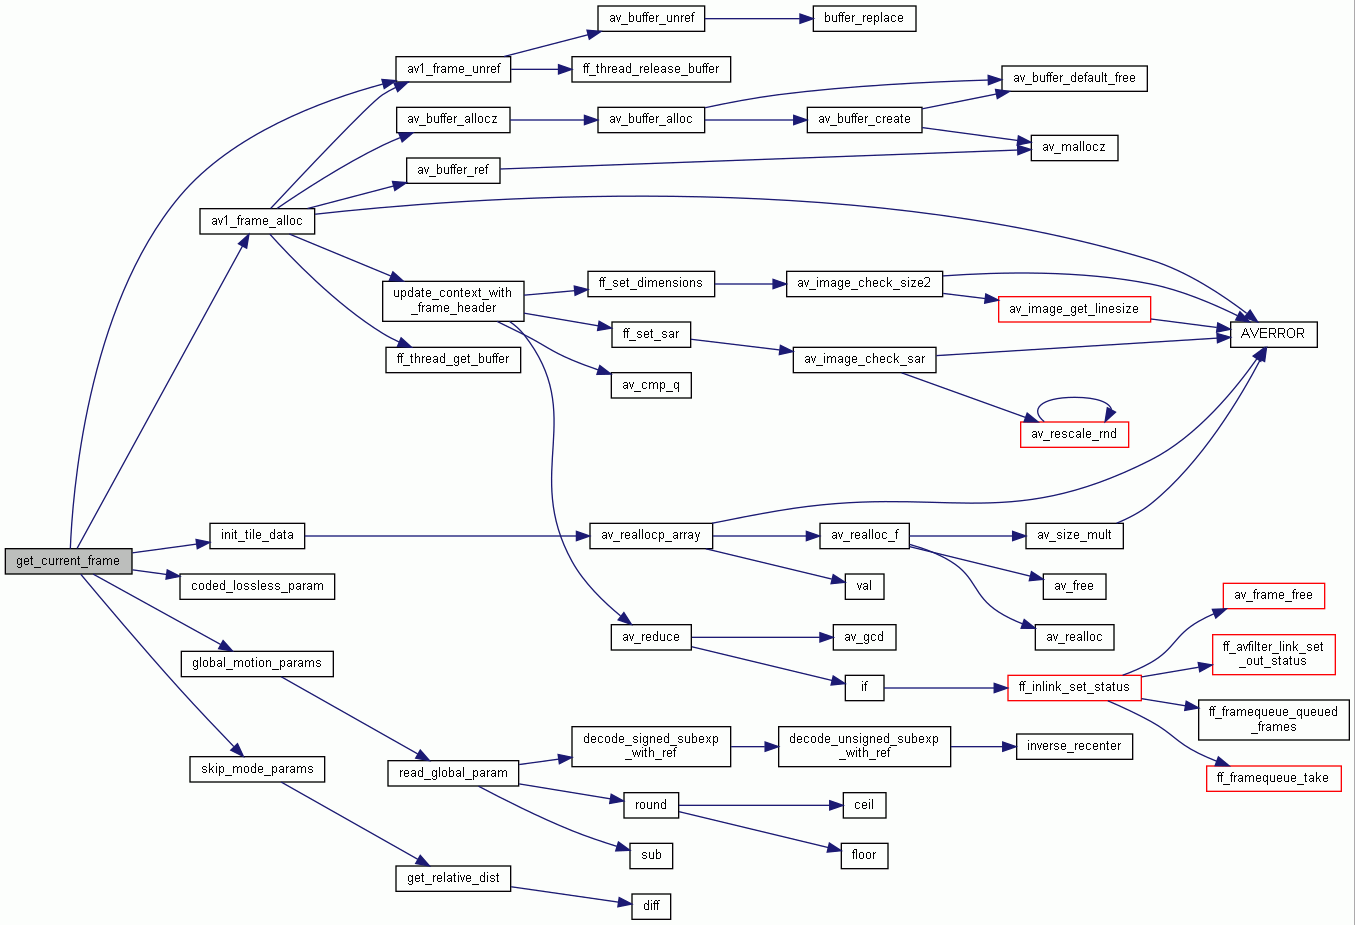 av_buffer_unref
buffer_replace
av1_frame_unref
ff_thread_release_buffer
av_buffer_default_free
av_buffer_allocz
av_buffer_alloc
av_buffer_create
av_mallocz
av_buffer_ref
av1_frame_alloc
update_context_with
_frame_header
ff_set_dimensions
av_image_check_size2
av_image_get_linesize
AVERROR
ff_set_sar
av_image_check_sar
ff_thread_get_buffer
av_cmp_q
av_rescale_rnd
init_tile_data
av_reallocp_array
av_realloc_f
av_size_mult
get_current_frame
coded_lossless_param
val
av_free
av_frame_free
av_reduce
av_gcd
av_realloc
ff_avfilter_link_set
_out_status
global_motion_params
if
ff_inlink_set_status
ff_framequeue_queued
_frames
decode_signed_subexp
_with_ref
decode_unsigned_subexp
_with_ref
inverse_recenter
skip_mode_params
read_global_param
ff_framequeue_take
round
ceil
sub
floor
get_relative_dist
diff